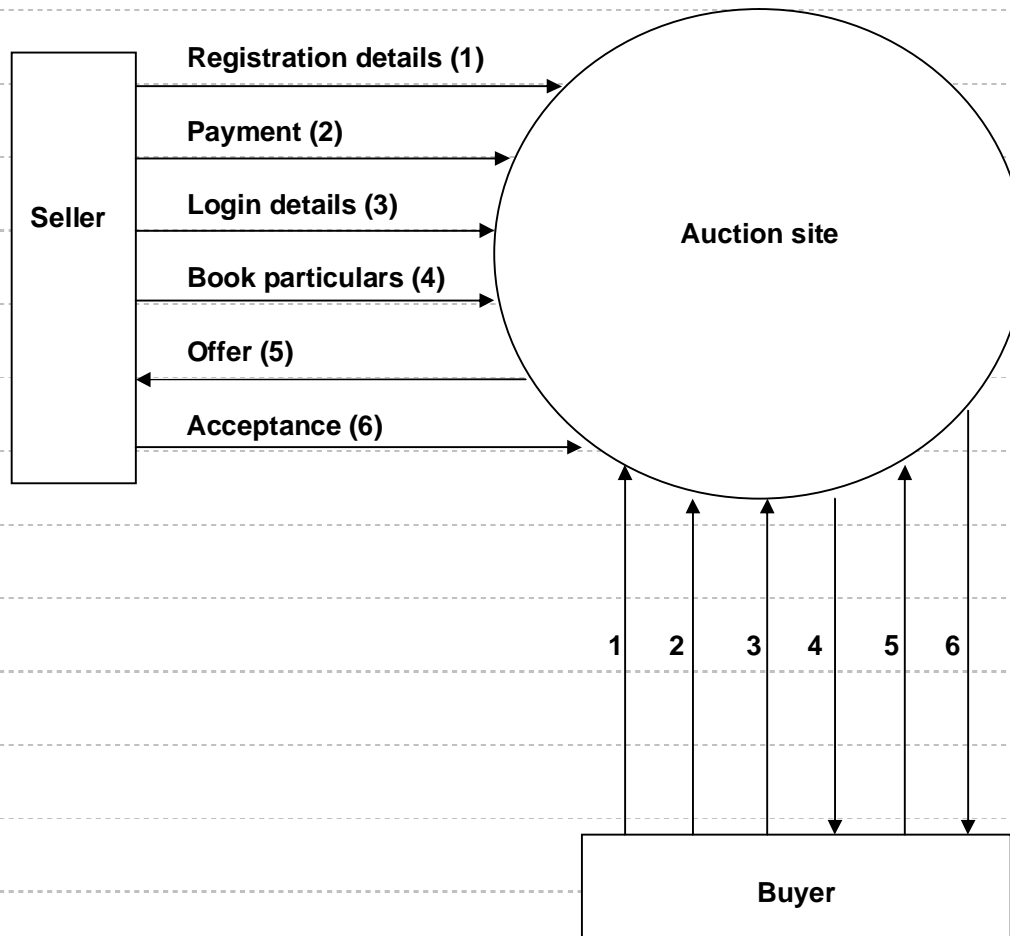 Registration details (1)
Payment (2)
Login details (3)
Seller
Auction site
Book particulars (4)
Offer (5)
Acceptance (6)
1 2 3 4 5 6
Buyer